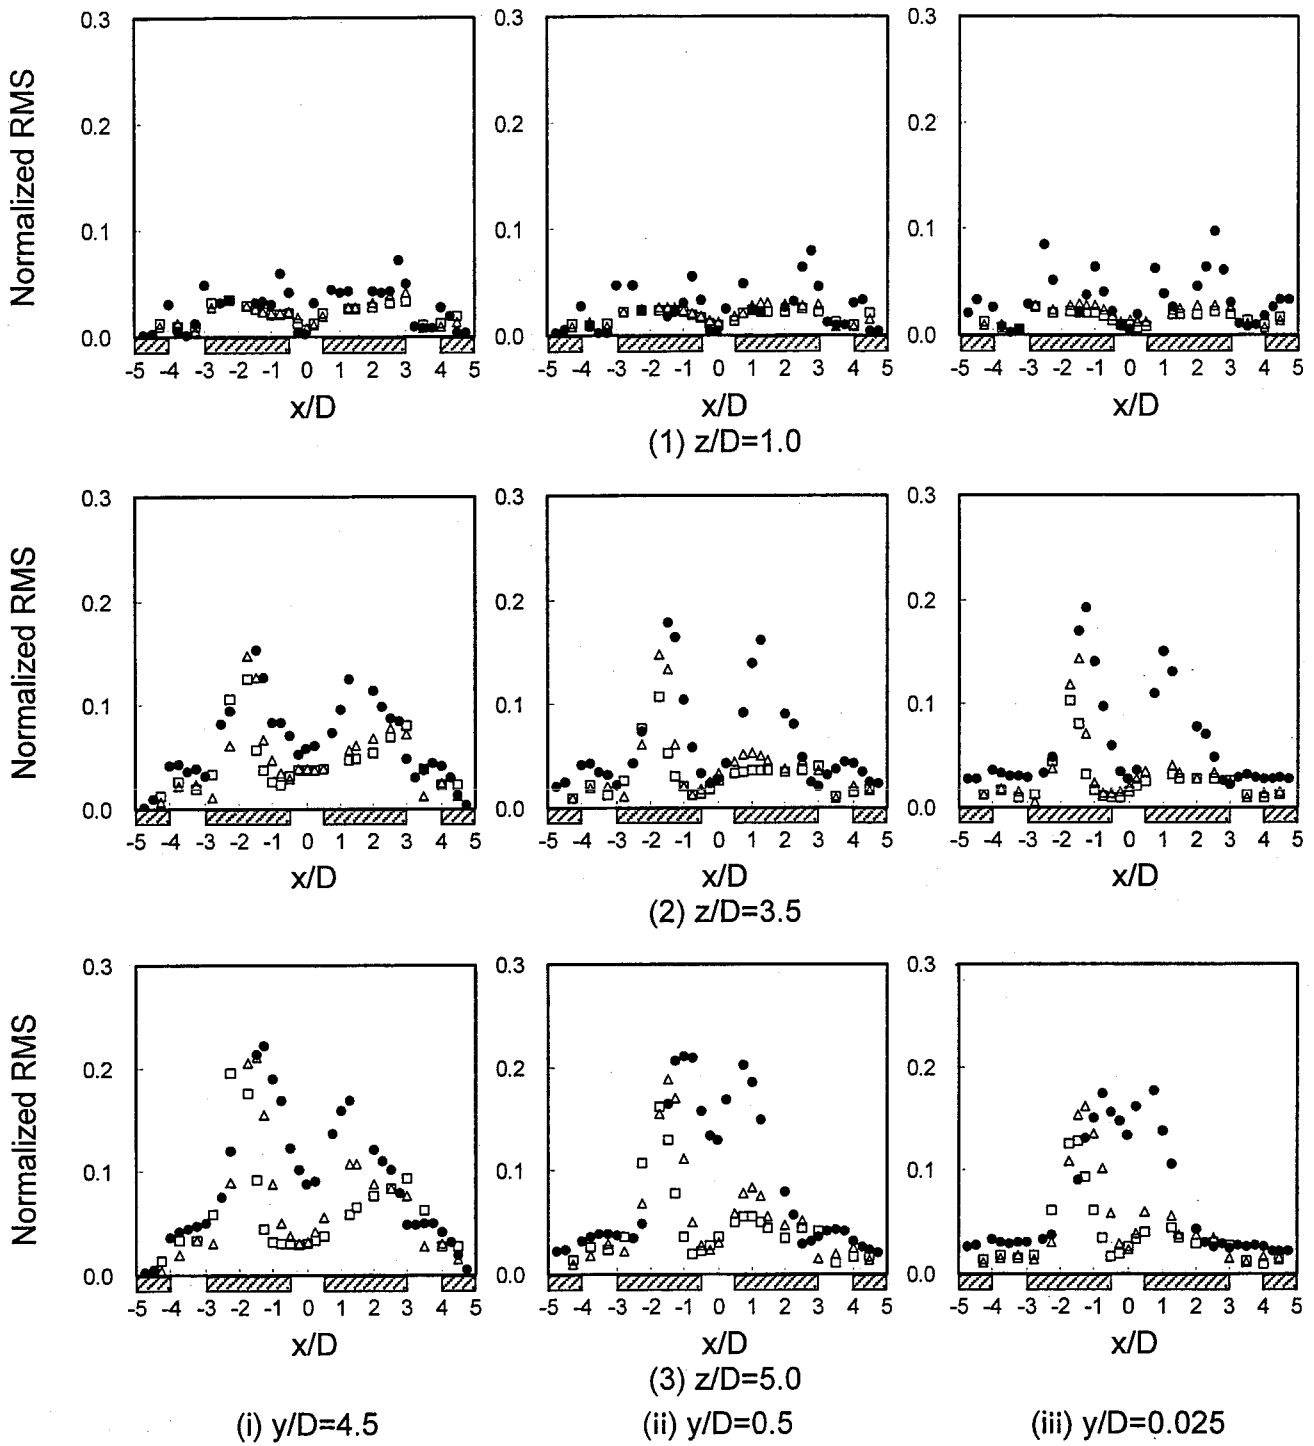 0.3 0.3 0.3
Normalized RMS
0.2 0.2 0.2
0.1 0.1 0.1
0.0 0.0 0.0
-5 -4 -3 -2 -1 0 1 2 3 4 5 -5 -4 -3 -2 -1 0 1 2 3 4 5 -5 -4 -3 -2 -1 0 1 2 3 4 5
x/D x/D x/D
(1) z/D=1.0
0.3 0.3 0.3
Normalized RMS
0.2 0.2 0.2
0.1 0.1 0.1
0.0 0.0 0.0
-5 -4 -3 -2 -1 0 1 2 3 4 5 -5 -4 -3 -2 -1 0 1 2 3 4 5 -5 -4 -3 -2 -1 0 1 2 3 4 5
x/D x/D x/D
(2) z/D=3.5
0.3 0.3 0.3
Normalized RMS
0.2 0.2 0.2
0.1 0.1 0.1
0.0 0.0 0.0
-5 -4 -3 -2 -1 0 1 2 3 4 5 -5 -4 -3 -2 -1 0 1 2 3 4 5 -5 -4 -3 -2 -1 0 1 2 3 4 5
x/D x/D x/D
(3) z/D=5.0
(i) y/D=4.5 (ii) y/D=0.5 (iii) y/D=0.025